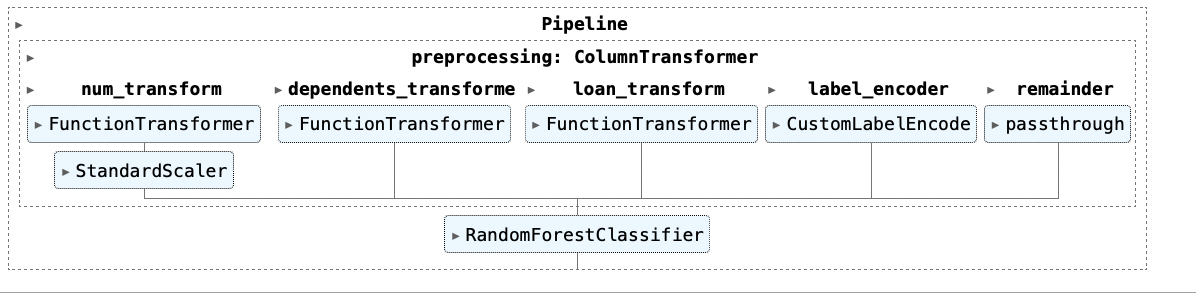 Pipeline
preprocessing: ColumnTransformer
num_transform dependents_transforme loan_transform label_encoder remainder
FunctionTransformer FunctionTransformer FunctionTransformer CustomLabelEncode passthrough
StandardScaler
RandomForestClassifier